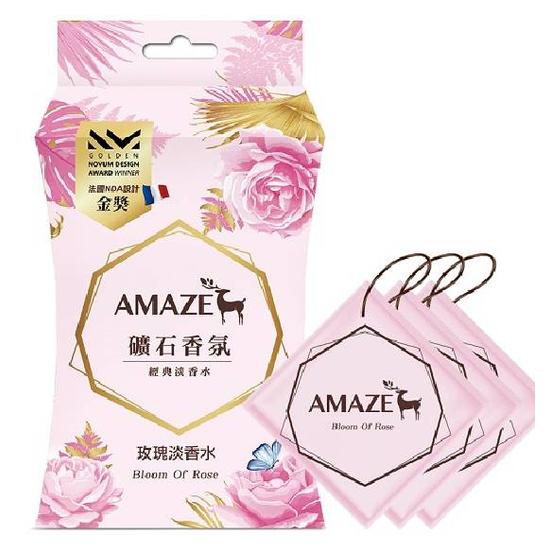 GOLDEN
NOVUM DESIGN
AWARD WINNER
法國NDA設計
金獎
AMAZE
礦石香氛
經典淡香水
玫瑰淡香水
Bloom Of Rose
AMAZE
Bloom Of Rose